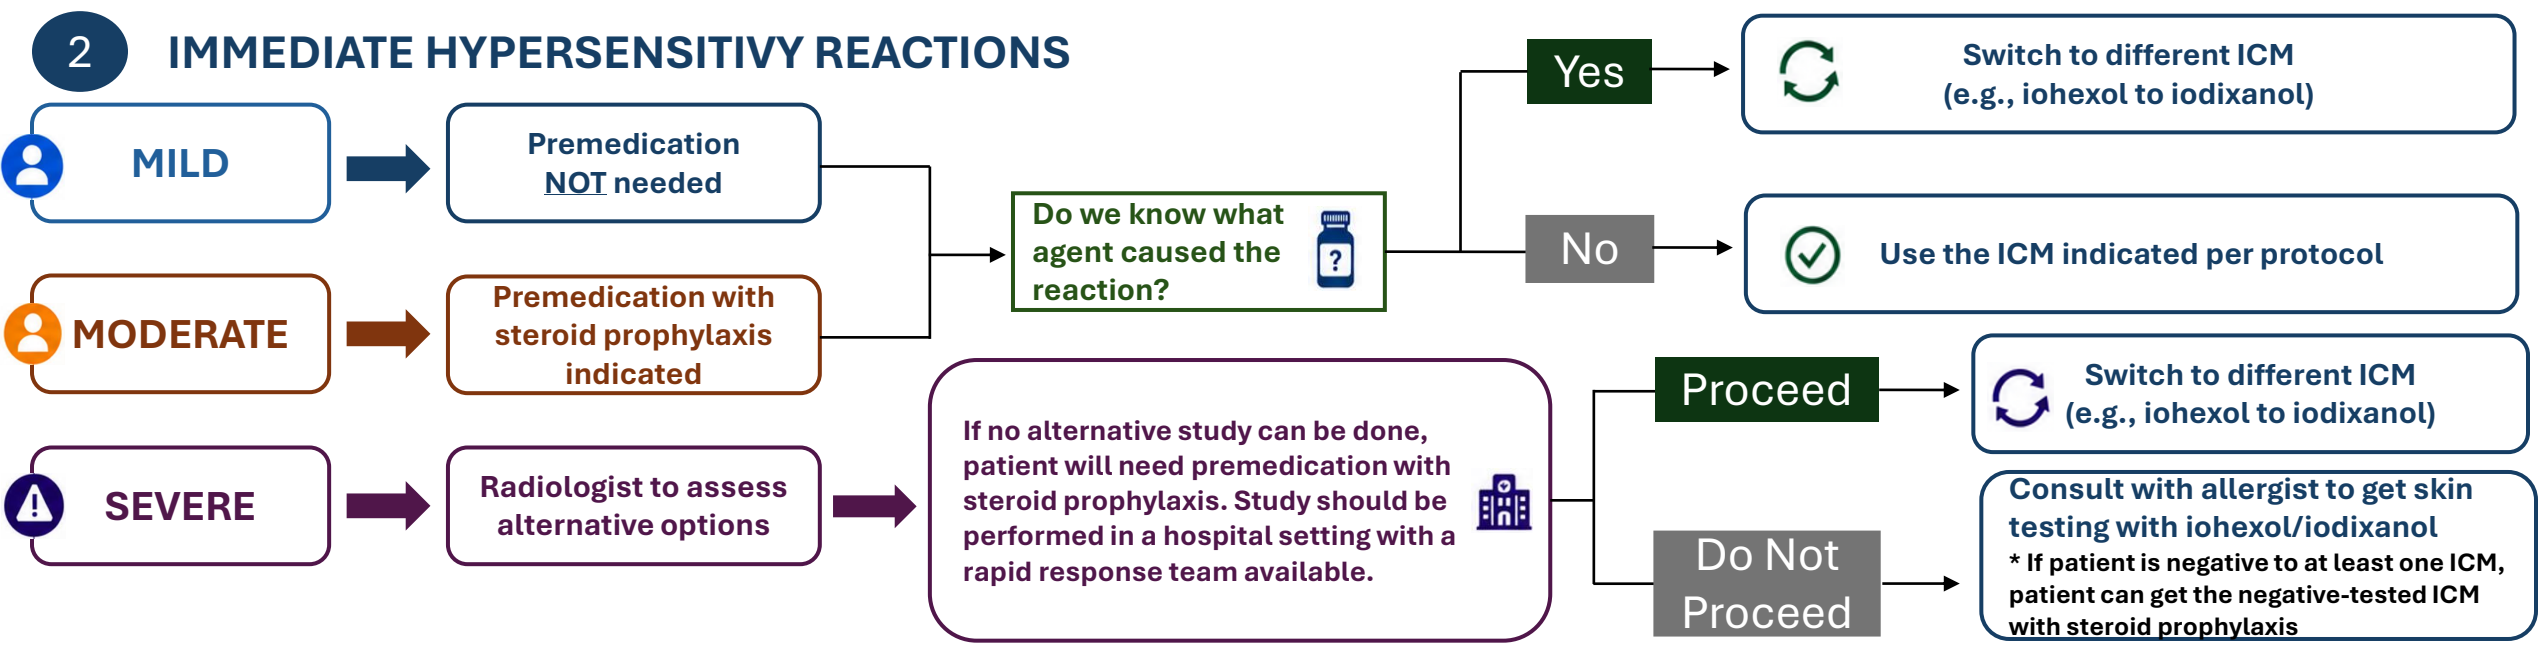 2
IMMEDIATE HYPERSENSITIVY REACTIONS
MILD
Premedication
NOT needed
MODERATE
Premedication with
steroid prophylaxis
indicated
Do we know what
agent caused the
reaction?
?
Yes
Switch to different ICM
(e.g., iohexol to iodixanol)
No
Use the ICM indicated per protocol
SEVERE
Radiologist to assess
alternative options
If no alternative study can be done,
patient will need premedication with
steroid prophylaxis. Study should be
performed in a hospital setting with a
rapid response team available.
Proceed
Switch to different ICM
(e.g., iohexol to iodixanol)
Do Not
Proceed
Consult with allergist to get skin
testing with iohexol/iodixanol
* If patient is negative to at least one ICM,
patient can get the negative-tested ICM
with steroid prophylaxis